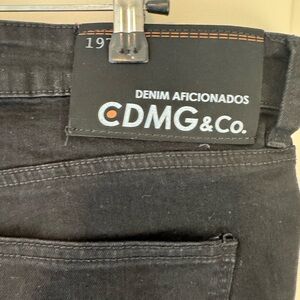 197
DENIM AFICIONADOS
CDMG&Co.